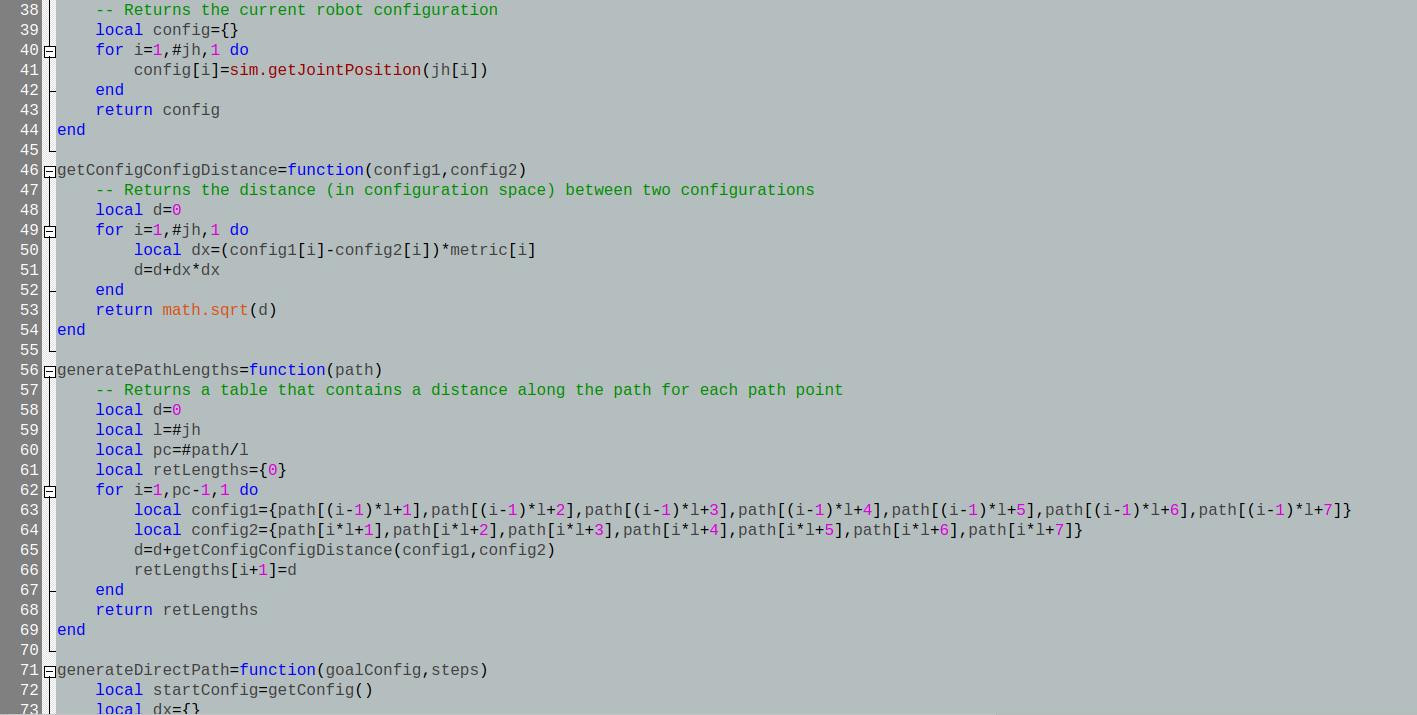 38     -- Returns the current robot configuration
39     local config={}
40     for i=1,#jh,1 do
41         config[i]=sim.getJointPosition(jh[i])
42     end
43     return config
44 end
45
46 getConfigConfigDistance=function(config1,config2)
47     -- Returns the distance (in configuration space) between two configurations
48     local d=0
49     for i=1,#jh,1 do
50         local dx=(config1[i]-config2[i])*metric[i]
51         d=d+dx*dx
52     end
53     return math.sqrt(d)
54 end
55
56 generatePathLengths=function(path)
57     -- Returns a table that contains a distance along the path for each path point
58     local d=0
59     local l=#jh
60     local pc=#path/l
61     local retLengths={0}
62     for i=1,pc-1,1 do
63         local config1={path[(i-1)*l+1],path[(i-1)*l+2],path[(i-1)*l+3],path[(i-1)*l+4],path[(i-1)*l+5],path[(i-1)*l+6],path[(i-1)*l+7]}
64         local config2={path[i*l+1],path[i*l+2],path[i*l+3],path[i*l+4],path[i*l+5],path[i*l+6],path[i*l+7]}
65         d=d+getConfigConfigDistance(config1,config2)
66         retLengths[i+1]=d
67     end
68     return retLengths
69 end
70
71 generateDirectPath=function(goalConfig,steps)
72     local startConfig=getConfig()
73     local dx={}